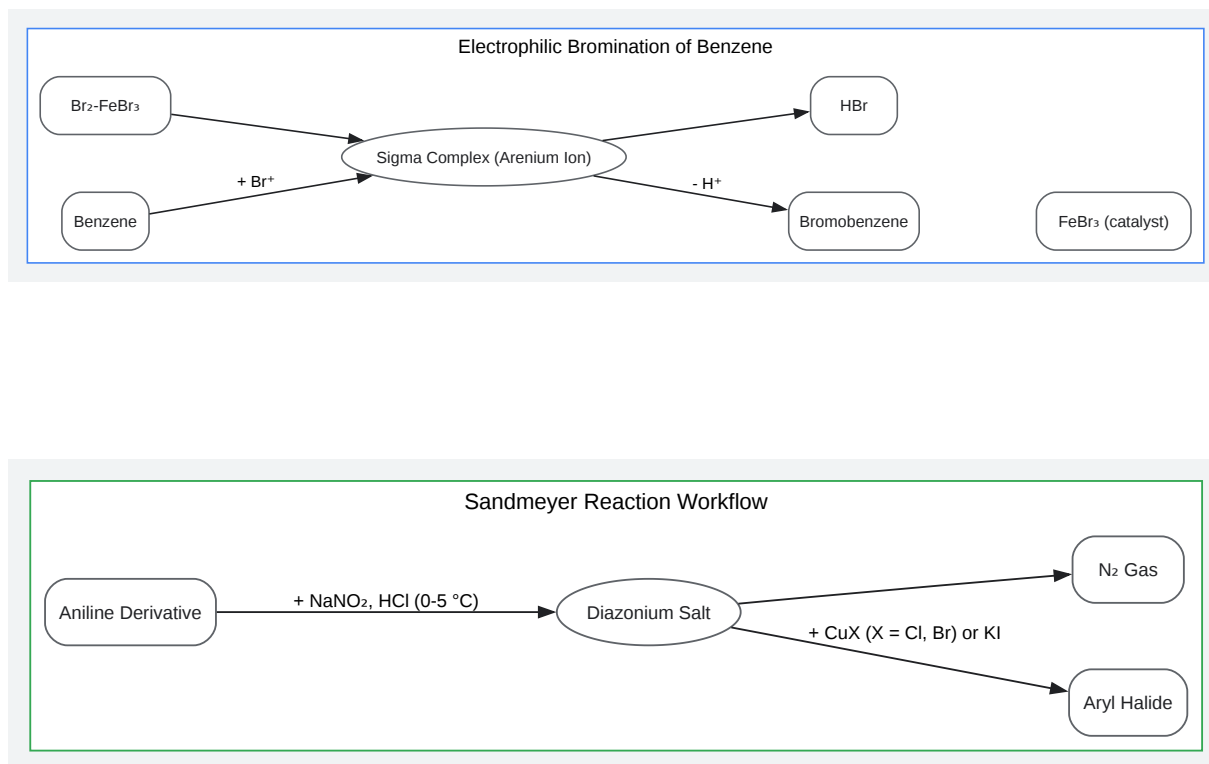 Electrophilic Bromination of Benzene
Br₂-FeBr₃
HBr
Sigma Complex (Arenium Ion)
+ Br⁺
- H⁺
Benzene
Bromobenzene
FeBr₃ (catalyst)
Sandmeyer Reaction Workflow
N₂ Gas
+ NaNO₂, HCl (0-5 °C)
Aniline Derivative
Diazonium Salt
+ CuX (X = Cl, Br) or KI
Aryl Halide